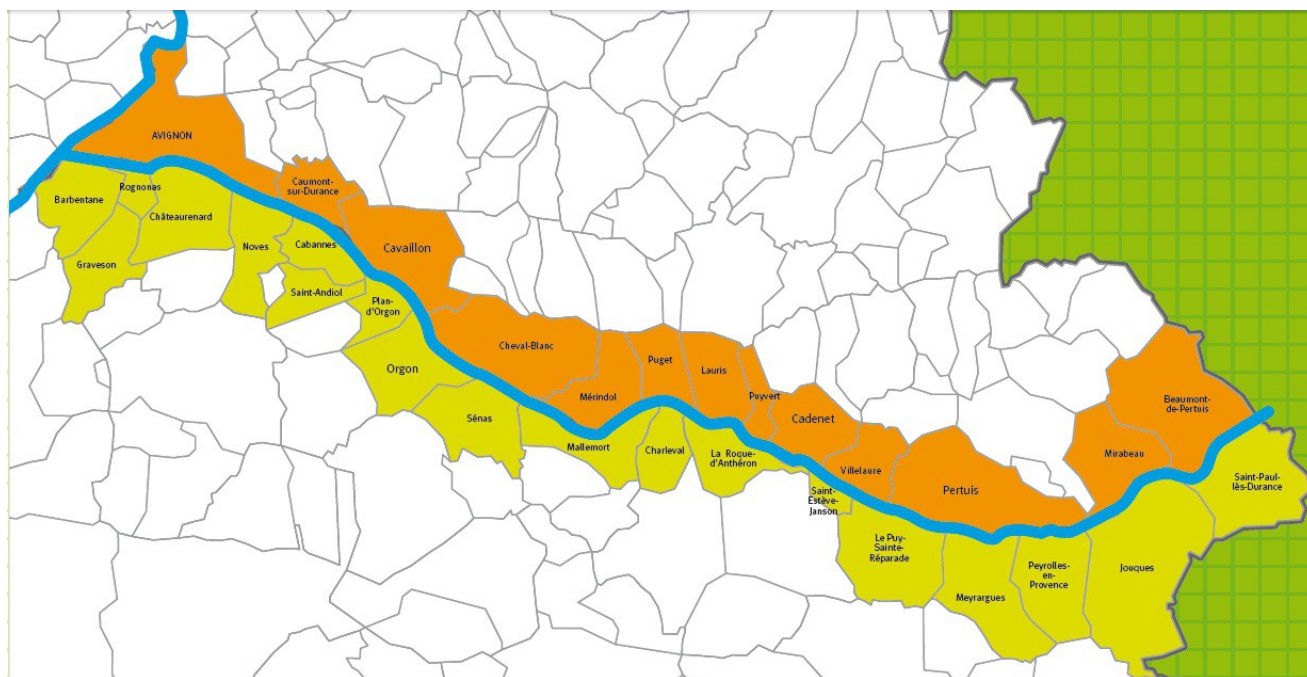 AVIGNON
Caumont-
sur-Durance
Rognonas
Barbentane
Châteaurenard
Cabannes
Noves
Cavaillon
Graveson
Saint-Andiol
Plan-
d'Orgon
Cheval-Blanc
Puget
Orgon
Lauris
Mérindol
Puyvert
Beaumont-
de-Pertuis
Sénas
Cadenet
Mallemort
Charleval
La Roque-
d'Anthéron
Mirabeau
Villelaure
Saint-Paul
lès-Durance
Pertuis
Saint-
Estève-
Janson
Le Puy-
Sainte-
Réparade
Peyrolles-
en-
Provence
Jouques
Meyrargues